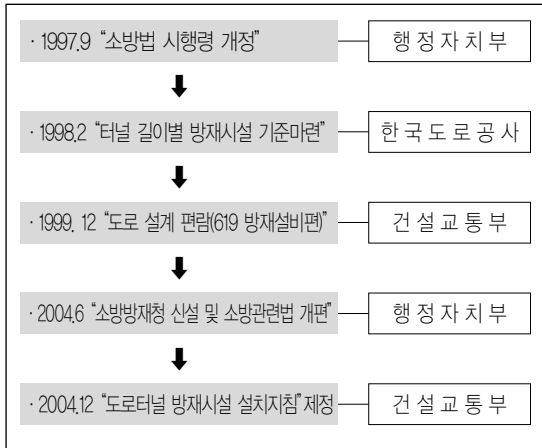 · 1997.9 “소방법 시행령 개정” 행정자치부
· 1998.2 “터널 길이별 방재시설 기준마련” 한국도로공사
· 1999. 12 “도로 설계 편람(619 방재설비편)” 건설교통부
· 2004.6 “소방방재청 신설 및 소방관련법 개편” 행정자치부
· 2004.12 “도로터널 방재시설 설치지침” 제정 건설교통부